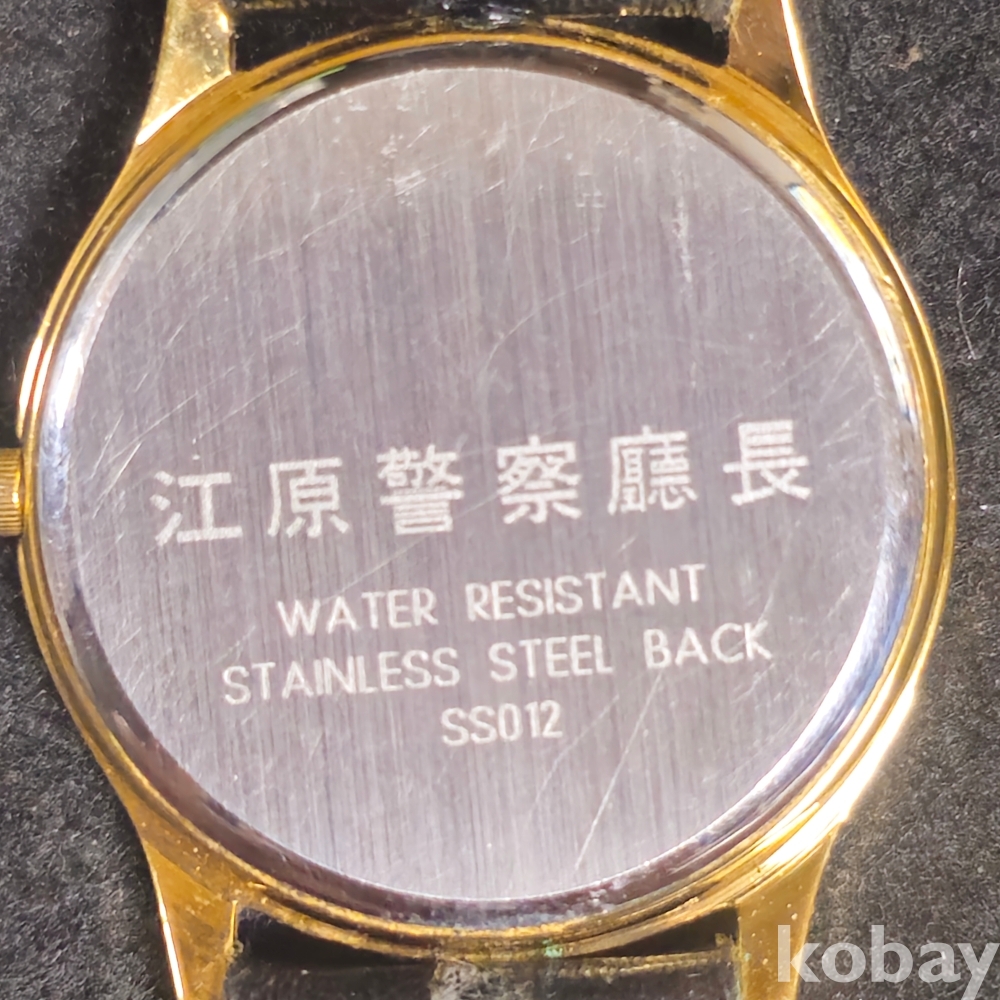 江原警察廳長
WATER RESISTANT
STAINLESS STEEL BACK
SS012
kobay